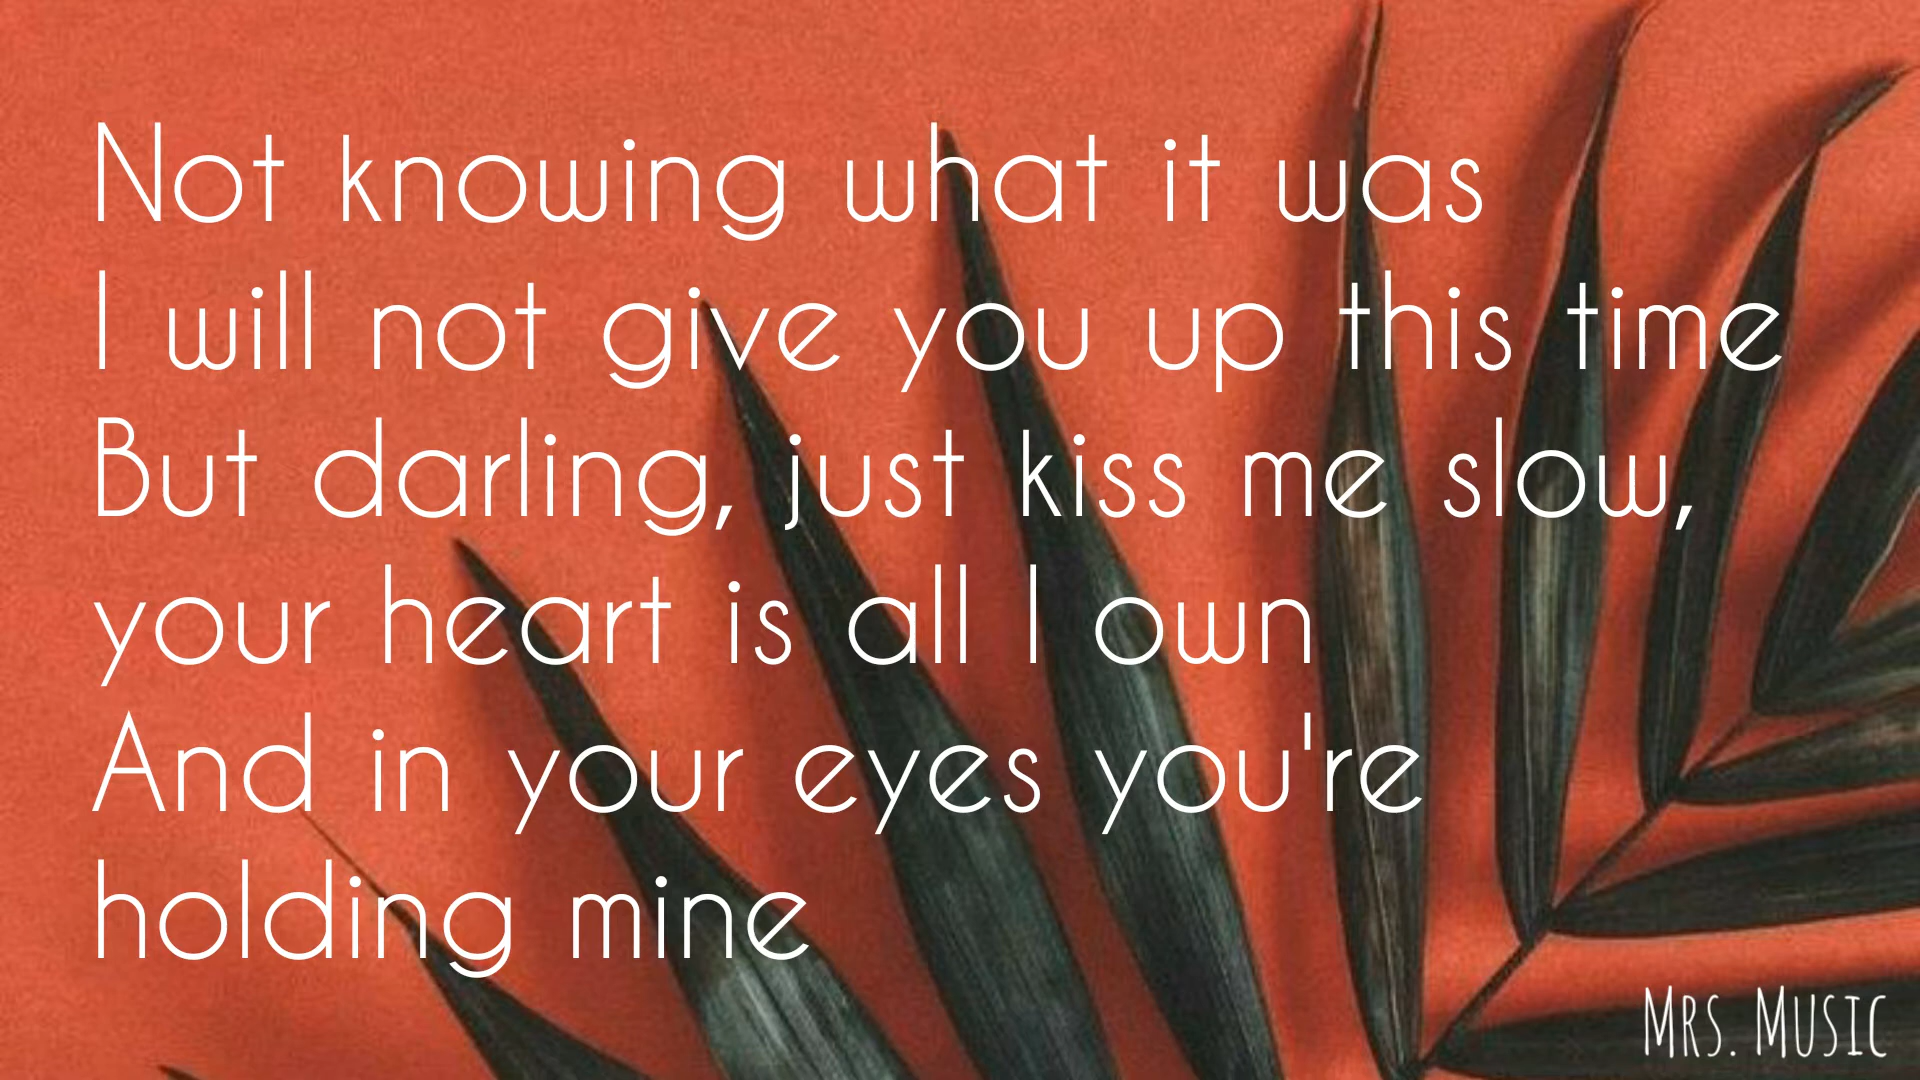 Not knowing what it was
I will not give you up this time
But darling, just kiss me slow,
your heart is all I own
And in your eyes you're
holding mine
Mrs. Music